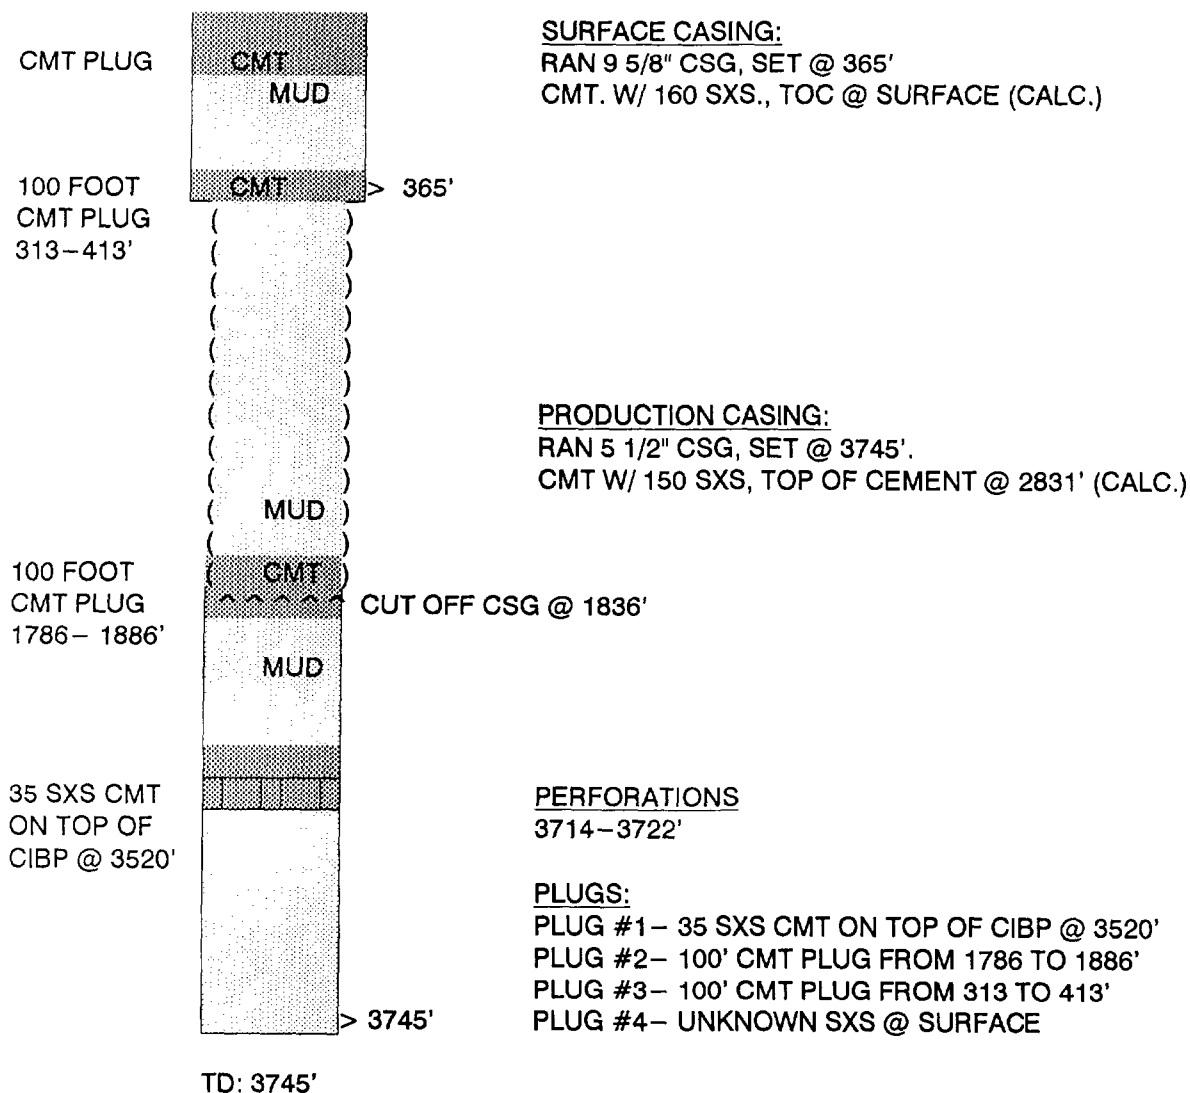 CMT PLUG
CMT
MUD
SURFACE CASING:
RAN 9 5/8" CSG, SET @ 365'
CMT. W/ 160 SXS., TOC @ SURFACE (CALC.)
100 FOOT
CMT PLUG
313–413'
CMT
> 365'
PRODUCTION CASING:
RAN 5 1/2" CSG, SET @ 3745'.
CMT W/ 150 SXS, TOP OF CEMENT @ 2831' (CALC.)
MUD
100 FOOT
CMT PLUG
1786– 1886'
CMT
CUT OFF CSG @ 1836'
MUD
35 SXS CMT
ON TOP OF
CIBP @ 3520'
PERFORATIONS
3714–3722'
PLUGS:
PLUG #1– 35 SXS CMT ON TOP OF CIBP @ 3520'
PLUG #2– 100' CMT PLUG FROM 1786 TO 1886'
PLUG #3– 100' CMT PLUG FROM 313 TO 413'
PLUG #4– UNKNOWN SXS @ SURFACE
> 3745'
TD: 3745'